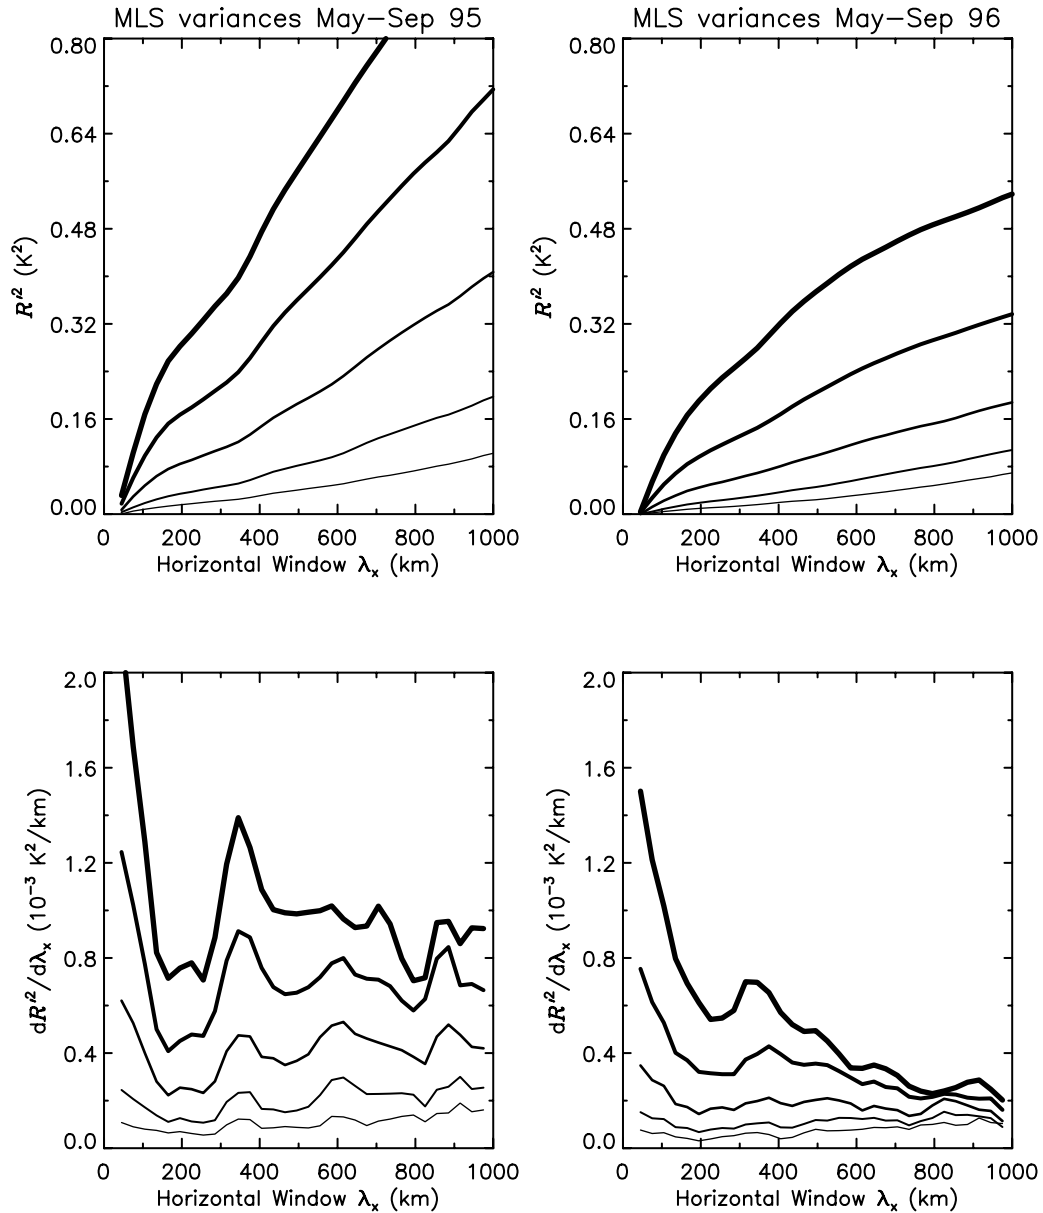 MLS variances May−Sep 95
MLS variances May−Sep 96
0.80
0.64
0.48
0.32
0.16
0.00
R′² (K²)
0 200 400 600 800 1000
Horizontal Window λₓ (km)
0.80
0.64
0.48
0.32
0.16
0.00
R′² (K²)
0 200 400 600 800 1000
Horizontal Window λₓ (km)
2.0
1.6
1.2
0.8
0.4
0.0
dR′²/dλₓ (10⁻³ K²/km)
0 200 400 600 800 1000
Horizontal Window λₓ (km)
2.0
1.6
1.2
0.8
0.4
0.0
dR′²/dλₓ (10⁻³ K²/km)
0 200 400 600 800 1000
Horizontal Window λₓ (km)